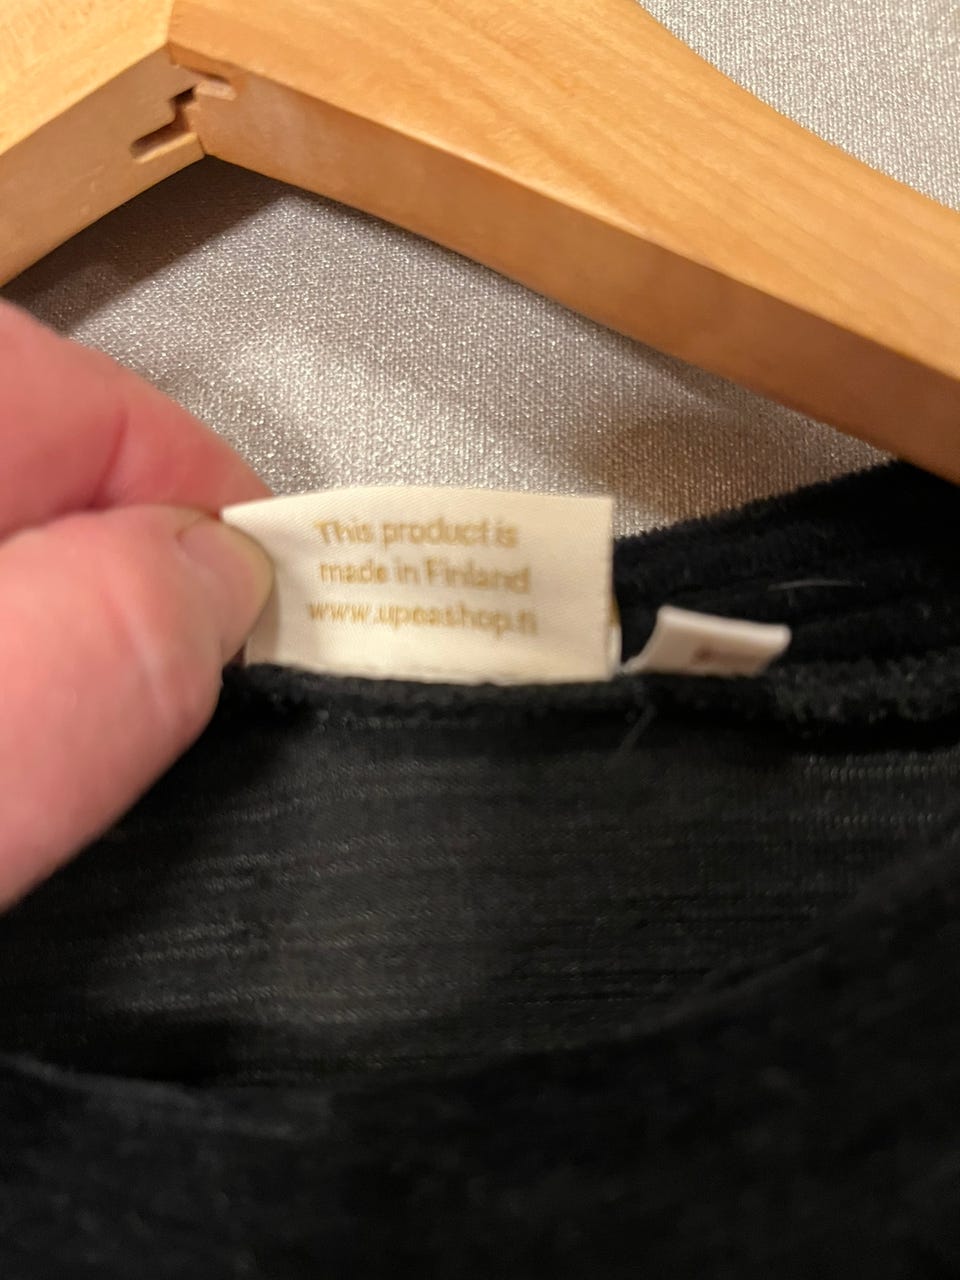 This product is
made in Finland
www.upeashop.fi